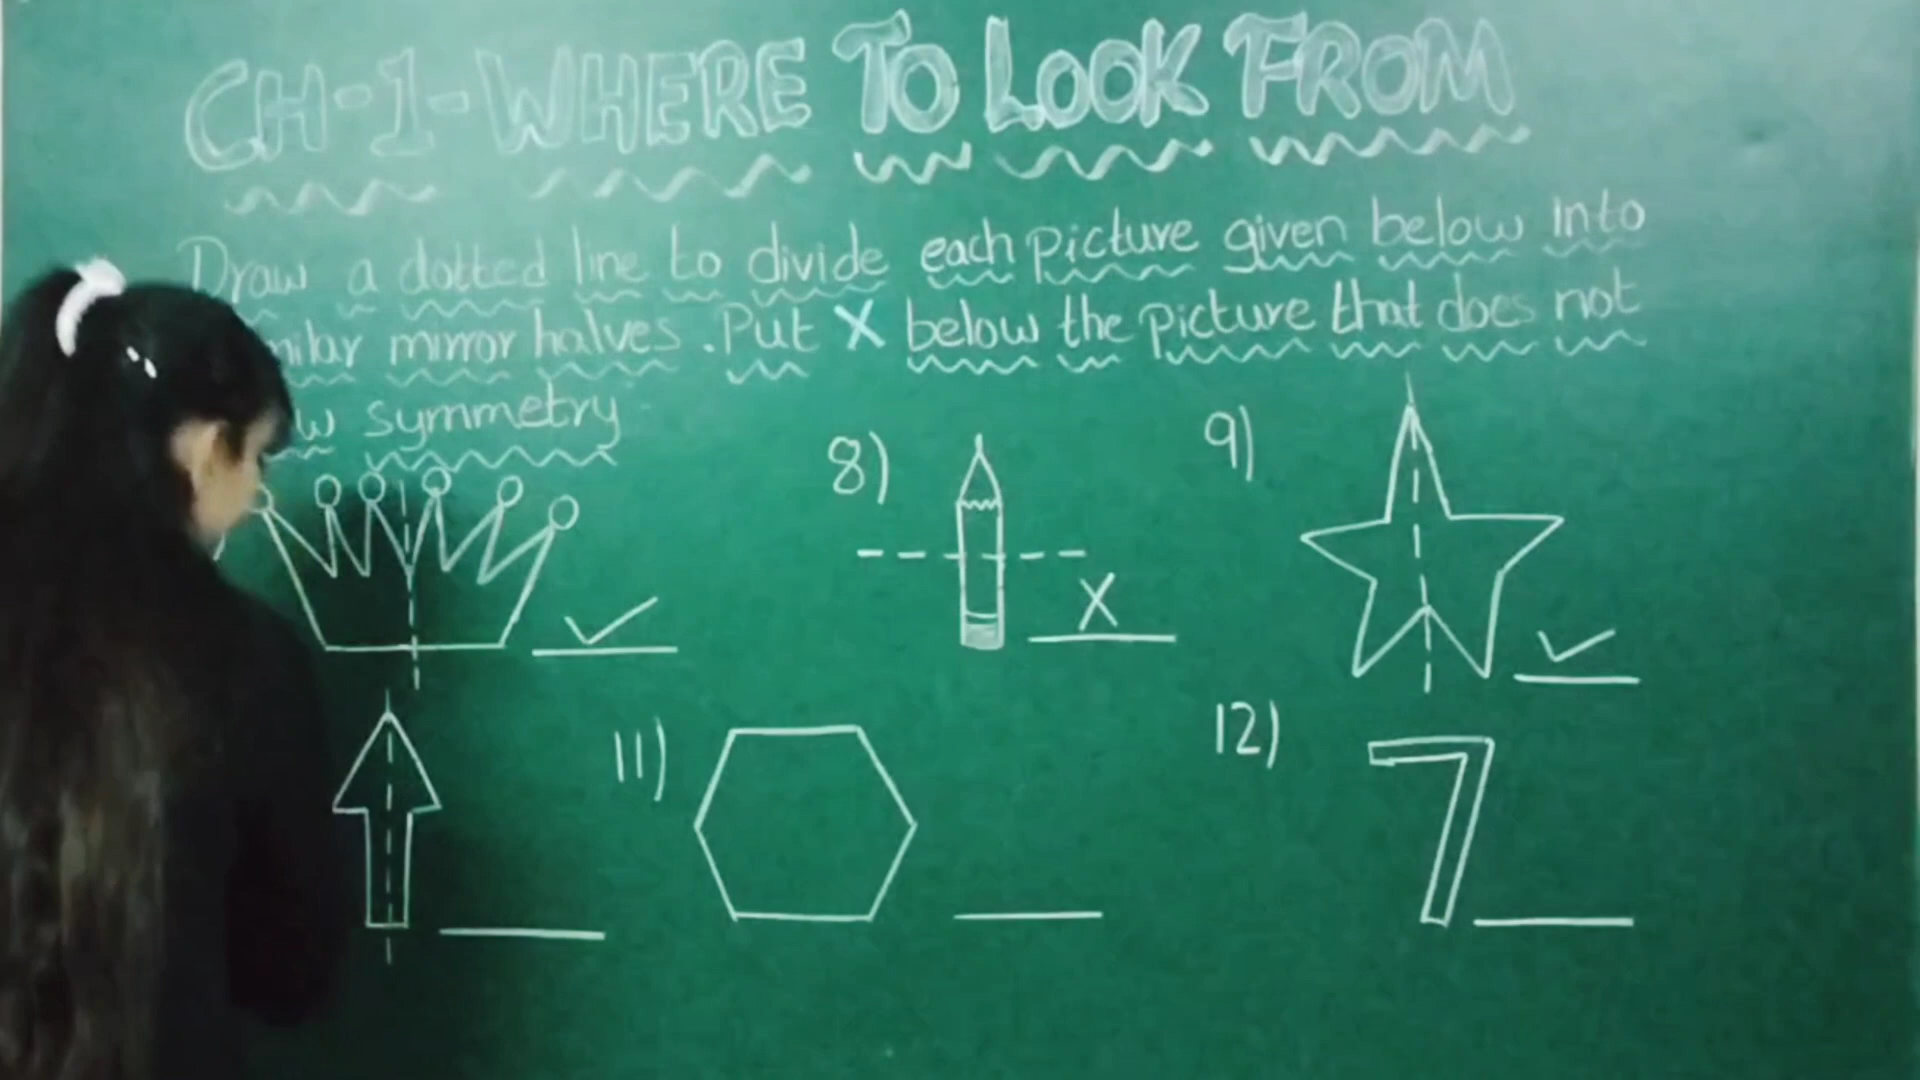 CH-1-WHERE TO LOOK FROM
Draw a dotted line to divide each picture given below into
mirror halves. Put X below the picture that does not
symmetry
8)
9)
X
11)
12)
7